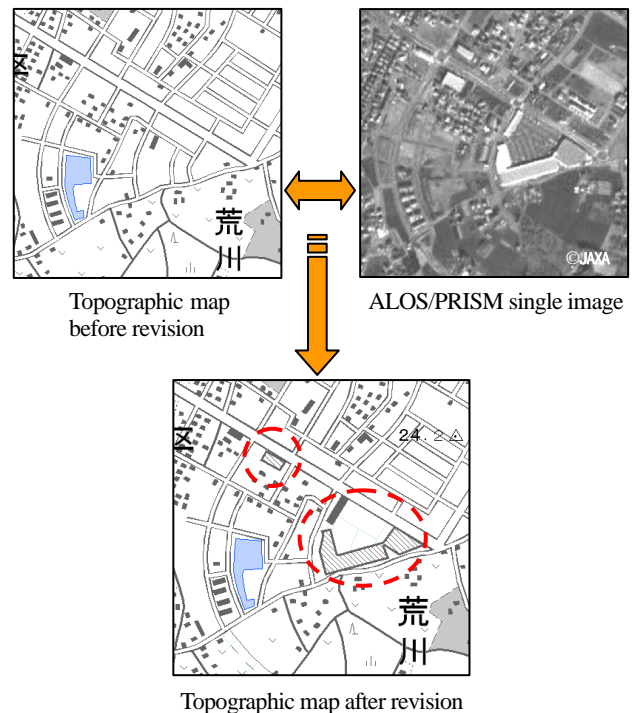 区
荒
川
©JAXA
Topographic map
before revision
ALOS/PRISM single image
24.2
区
荒
川
Topographic map after revision